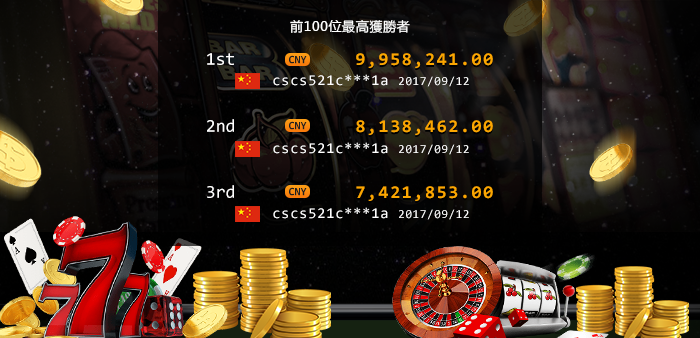 前100位最高獲勝者
1st CNY 9,958,241.00
cscs521c***1a 2017/09/12
2nd CNY 8,138,462.00
cscs521c***1a 2017/09/12
3rd CNY 7,421,853.00
cscs521c***1a 2017/09/12